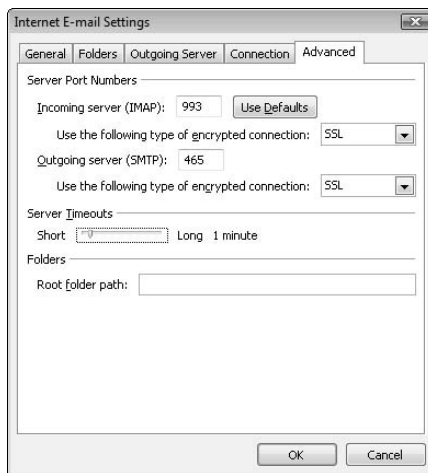 Internet E-mail Settings
General Folders Outgoing Server Connection Advanced
Server Port Numbers
Incoming server (IMAP): 993 Use Defaults
Use the following type of encrypted connection: SSL
Outgoing server (SMTP): 465
Use the following type of encrypted connection: SSL
Server Timeouts
Short Long 1 minute
Folders
Root folder path:
OK Cancel